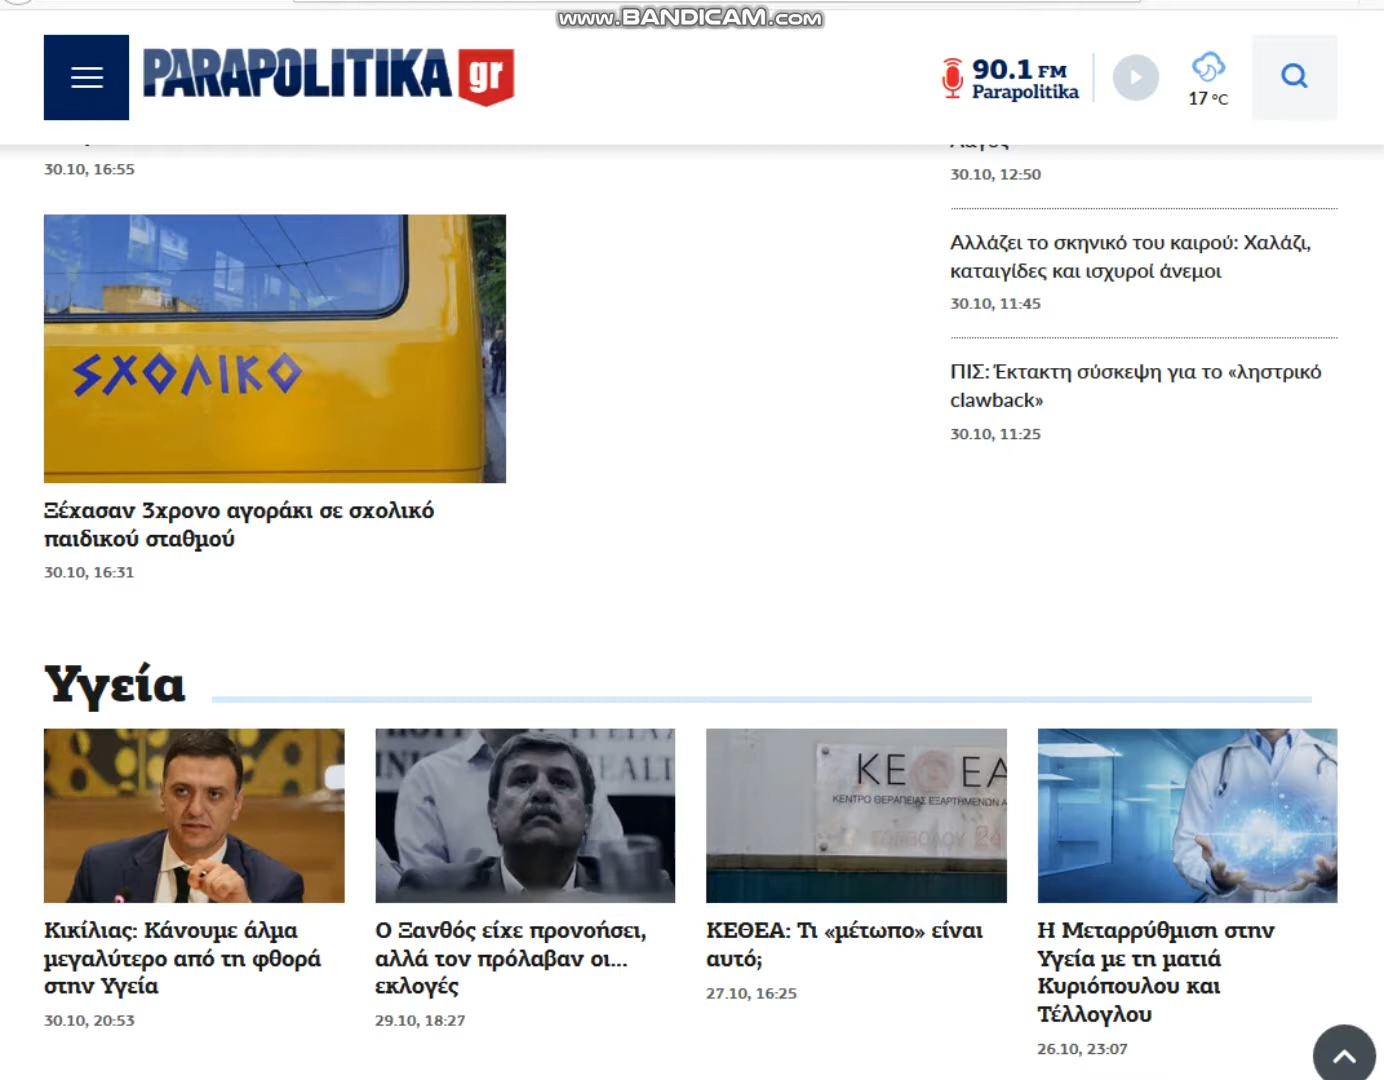 www.BANDICAM.com
PARAPOLITIKA gr
90.1 FM
Parapolitika
17 °C
30.10, 16:55
30.10, 12:50
Αλλάζει το σκηνικό του καιρού: Χαλάζι,
καταιγίδες και ισχυροί άνεμοι
30.10, 11:45
ΠΙΣ: Έκτακτη σύσκεψη για το «ληστρικό
clawback»
30.10, 11:25
ΣΧΟΛΙΚΟ
Ξέχασαν 3χρονο αγοράκι σε σχολικό
παιδικού σταθμού
30.10, 16:31
Υγεία
ΚΕΘΕΑ
ΚΕΝΤΡΟ ΘΕΡΑΠΕΙΑΣ ΕΞΑΡΤΗΜΕΝΩΝ Α
Κικίλιας: Κάνουμε άλμα
μεγαλύτερο από τη φθορά
στην Υγεία
30.10, 20:53
Ο Ξανθός είχε προνοήσει,
αλλά τον πρόλαβαν οι...
εκλογές
29.10, 18:27
ΚΕΘΕΑ: Τι «μέτωπο» είναι
αυτό;
27.10, 16:25
Η Μεταρρύθμιση στην
Υγεία με τη ματιά
Κυριόπουλου και
Τέλλογλου
26.10, 23:07